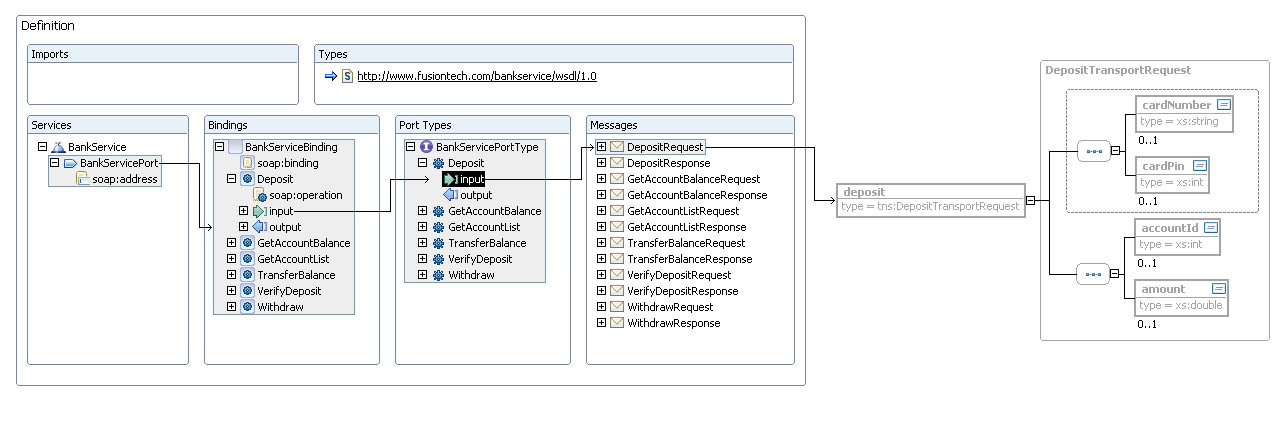 Definition
Imports
Types
http://www.fusiontech.com/bankservice/wsdl/1.0
Services
BankService
BankServicePort
soap:address
Bindings
BankServiceBinding
soap:binding
Deposit
soap:operation
input
output
GetAccountBalance
GetAccountList
TransferBalance
VerifyDeposit
Withdraw
Port Types
BankServicePortType
Deposit
input
output
GetAccountBalance
GetAccountList
TransferBalance
VerifyDeposit
Withdraw
Messages
DepositRequest
DepositResponse
GetAccountBalanceRequest
GetAccountBalanceResponse
GetAccountListRequest
GetAccountListResponse
TransferBalanceRequest
TransferBalanceResponse
VerifyDepositRequest
VerifyDepositResponse
WithdrawRequest
WithdrawResponse
deposit
type = tns:DepositTransportRequest
DepositTransportRequest
cardNumber
type = xs:string
0..1
cardPin
type = xs:int
0..1
accountId
type = xs:int
0..1
amount
type = xs:double
0..1